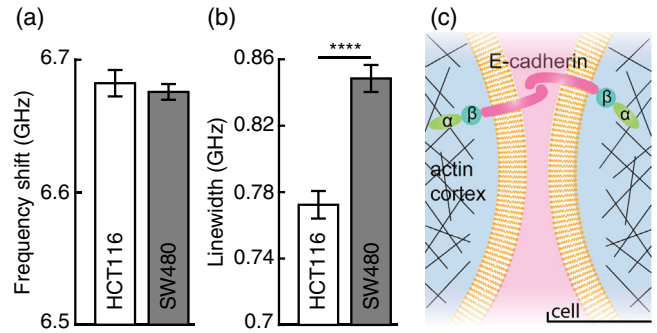 (a)
Frequency shift (GHz)
6.7
6.6
6.5
HCT116
SW480
(b)
Linewidth (GHz)
0.86
0.82
0.78
0.74
0.7
****
HCT116
SW480
(c)
E-cadherin
β
α
β
α
actin
cortex
cell